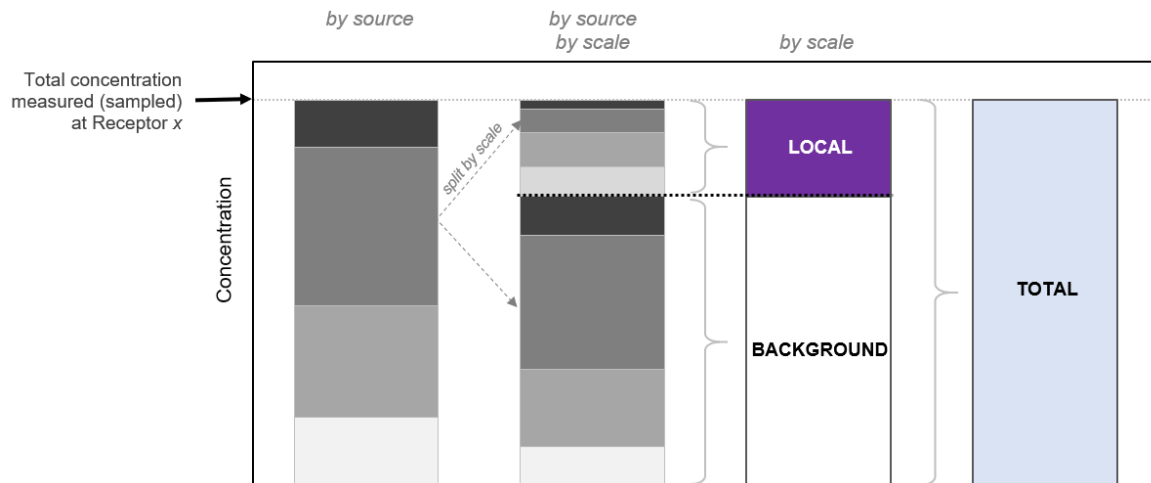 by source
by source
by scale
by scale
Total concentration
measured (sampled)
at Receptor x
split by scale
LOCAL
Concentration
TOTAL
BACKGROUND